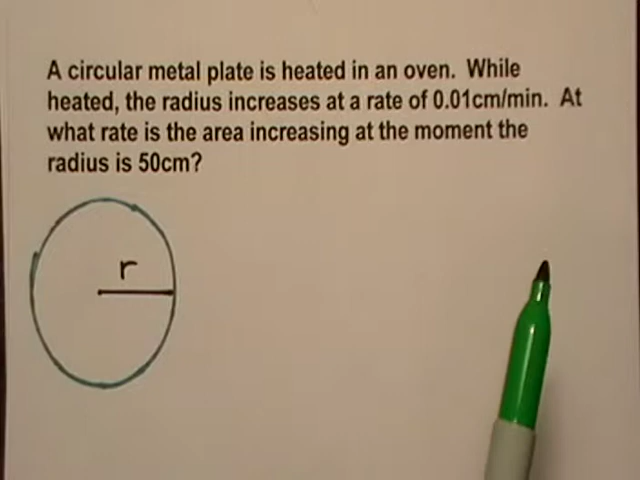 A circular metal plate is heated in an oven. While
heated, the radius increases at a rate of 0.01cm/min. At
what rate is the area increasing at the moment the
radius is 50cm?
r